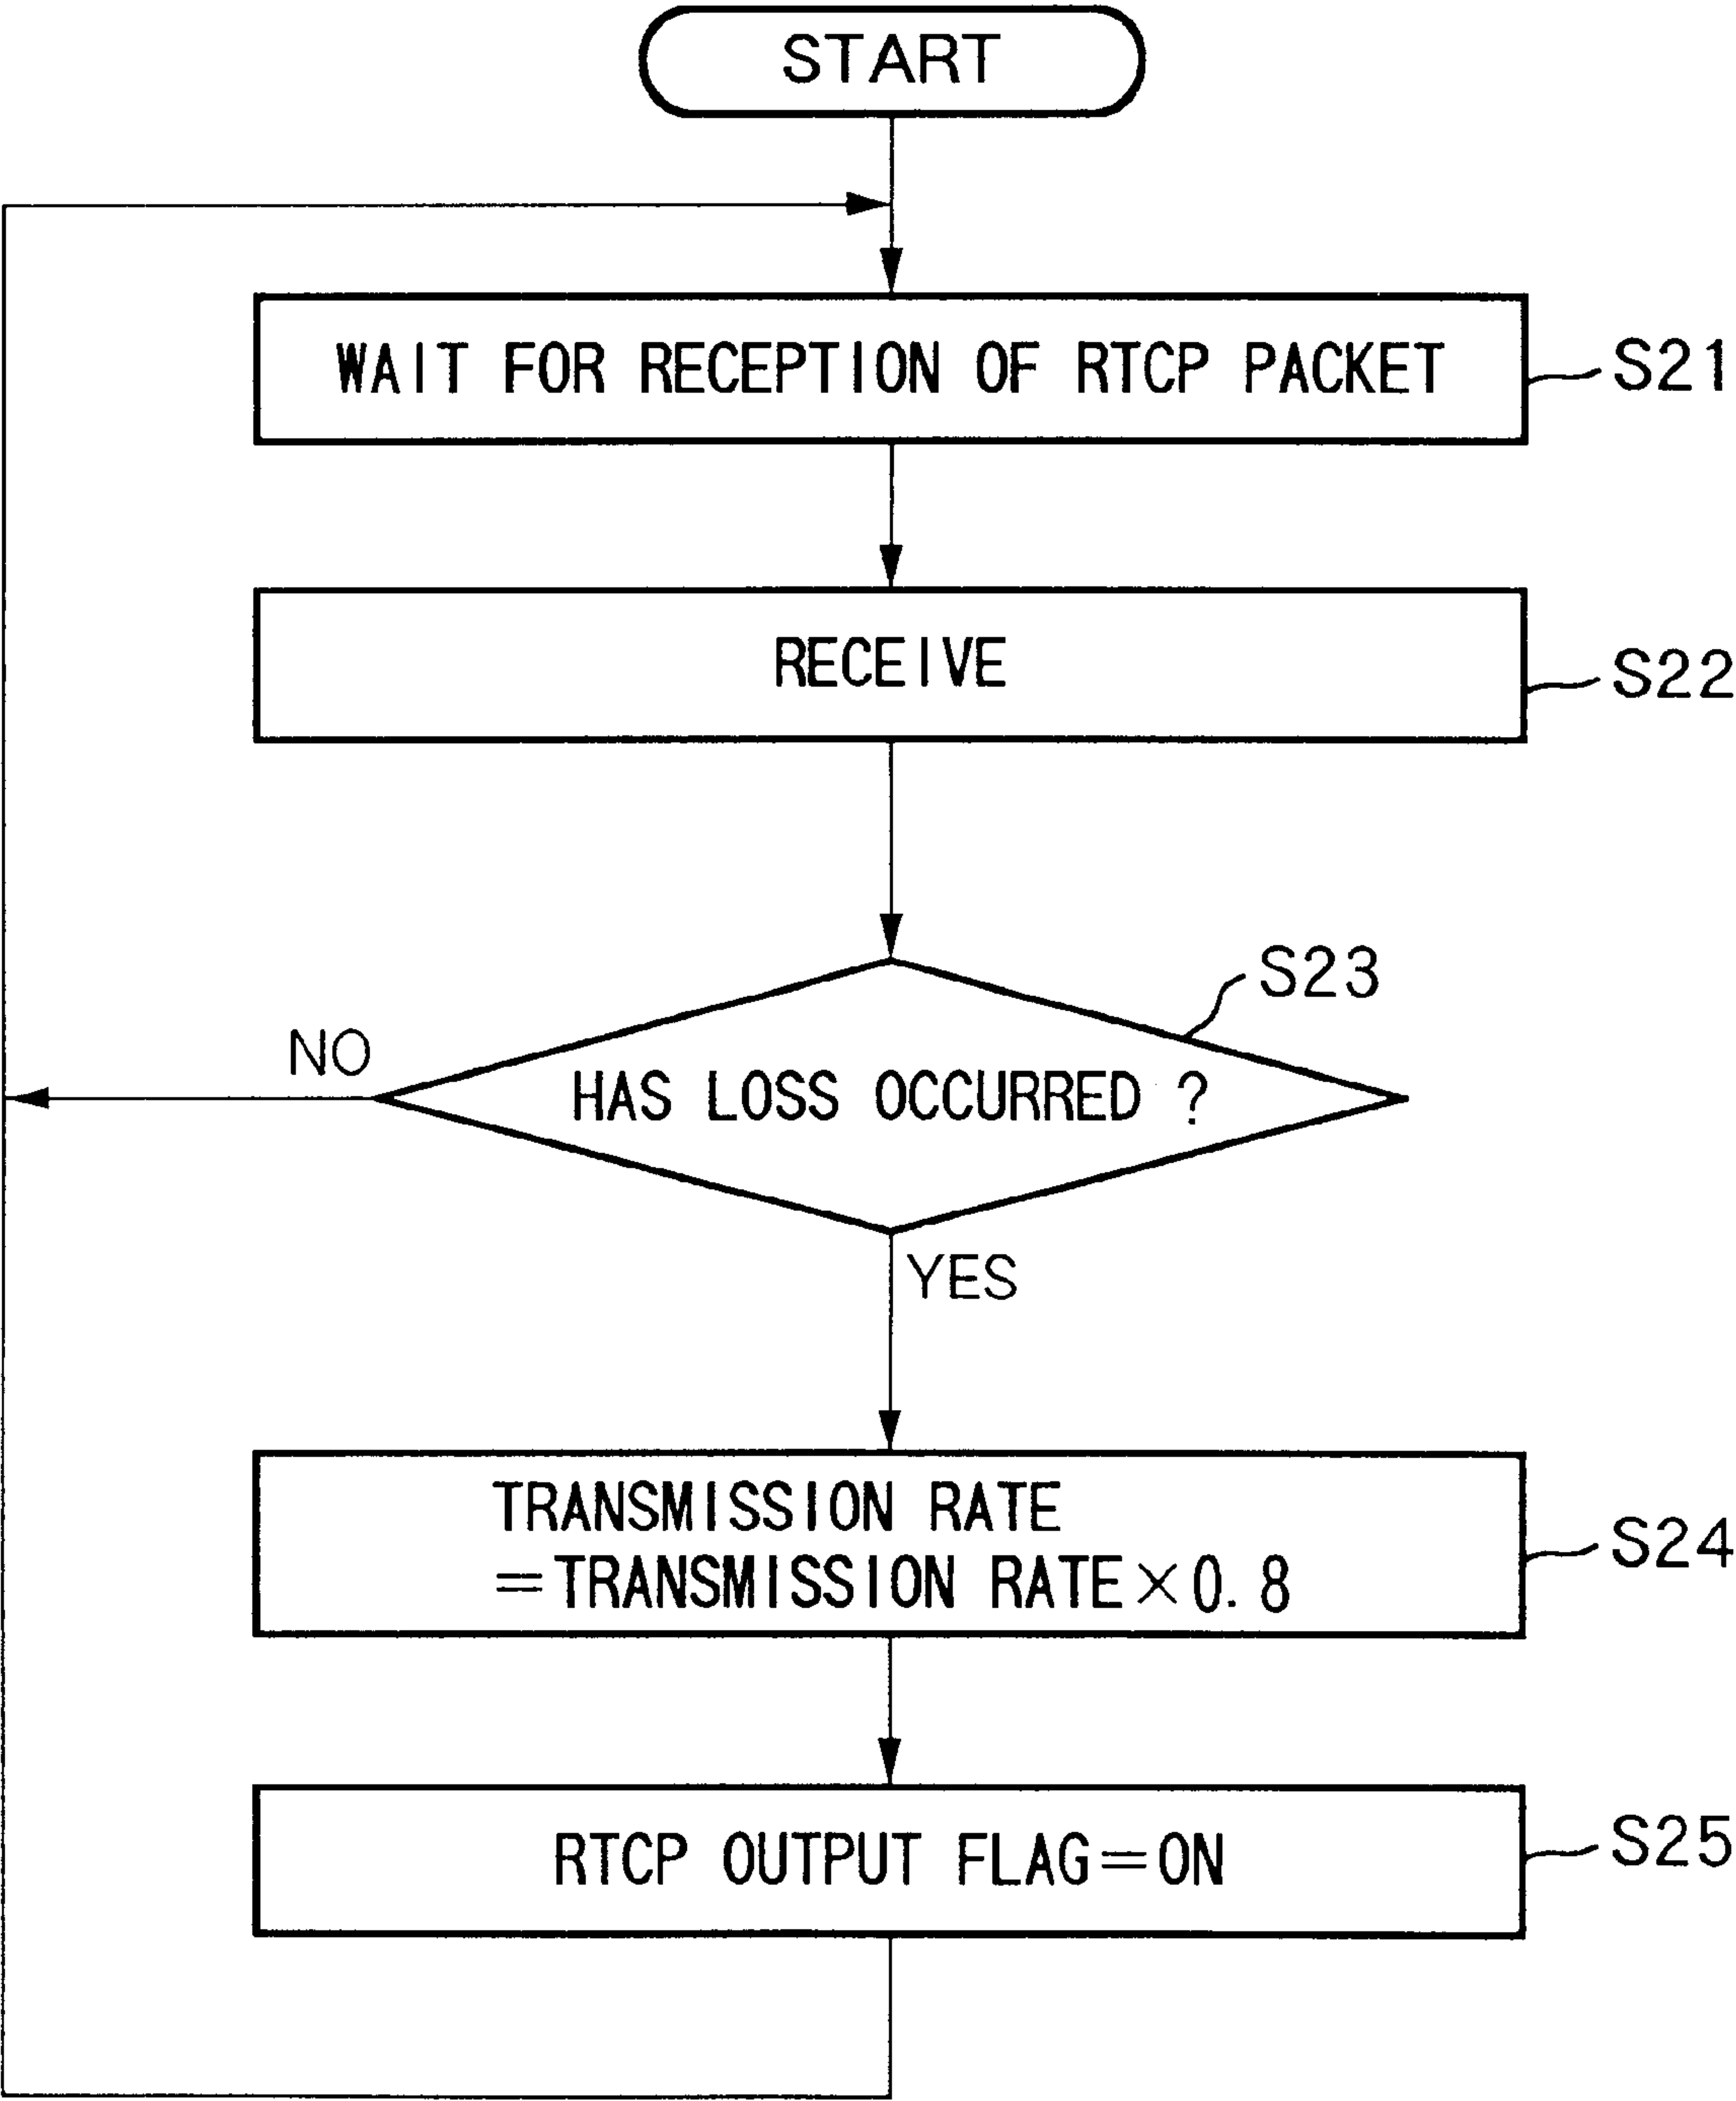 START
WAIT FOR RECEPTION OF RTCP PACKET
S21
RECEIVE
S22
S23
NO
HAS LOSS OCCURRED ?
YES
TRANSMISSION RATE
=TRANSMISSION RATE×0.8
S24
RTCP OUTPUT FLAG=ON
S25